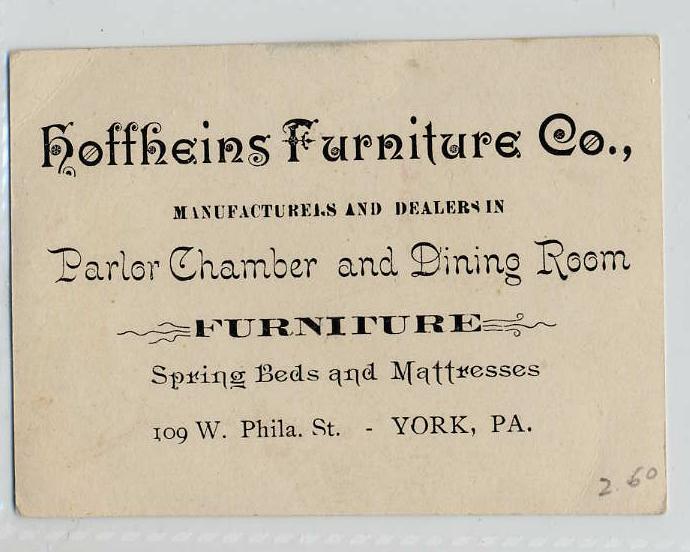 Hoffheins Furniture Co.,
MANUFACTURERS AND DEALERS IN
Parlor Chamber and Dining Room
FURNITURE
Spring Beds and Mattresses
109 W. Phila. St. - YORK, PA.
2.60